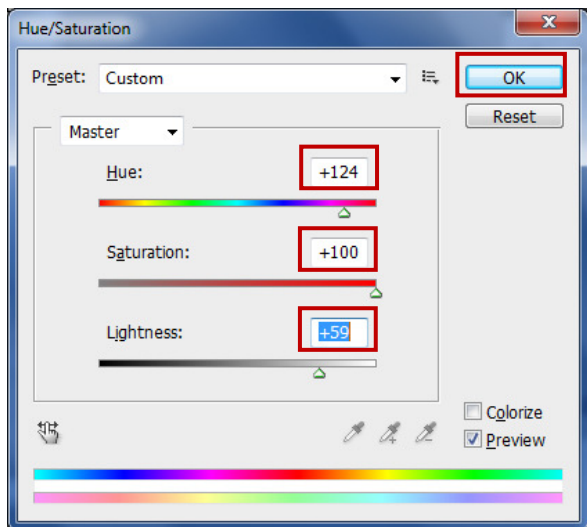 Hue/Saturation
Preset: Custom
OK
Reset
Master
Hue: +124
Saturation: +100
Lightness: +59
Colorize
Preview